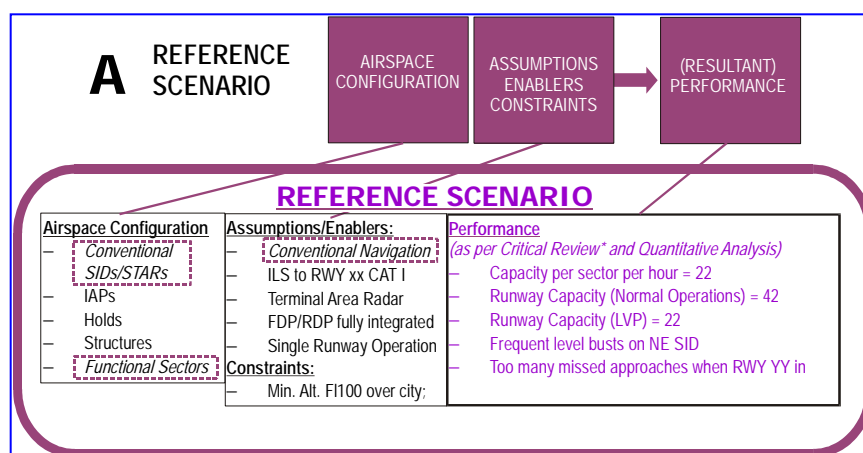 A
REFERENCE
SCENARIO
AIRSPACE
CONFIGURATION
ASSUMPTIONS
ENABLERS
CONSTRAINTS
(RESULTANT)
PERFORMANCE
REFERENCE SCENARIO
Airspace Configuration
– Conventional
SIDs/STARs
– IAPs
– Holds
– Structures
– Functional Sectors
Assumptions/Enablers:
– Conventional Navigation
– ILS to RWY xx CAT I
– Terminal Area Radar
– FDP/RDP fully integrated
– Single Runway Operation
Constraints:
– Min. Alt. Fl100 over city;
Performance
(as per Critical Review* and Quantitative Analysis)
– Capacity per sector per hour = 22
– Runway Capacity (Normal Operations) = 42
– Runway Capacity (LVP) = 22
– Frequent level busts on NE SID
– Too many missed approaches when RWY YY in